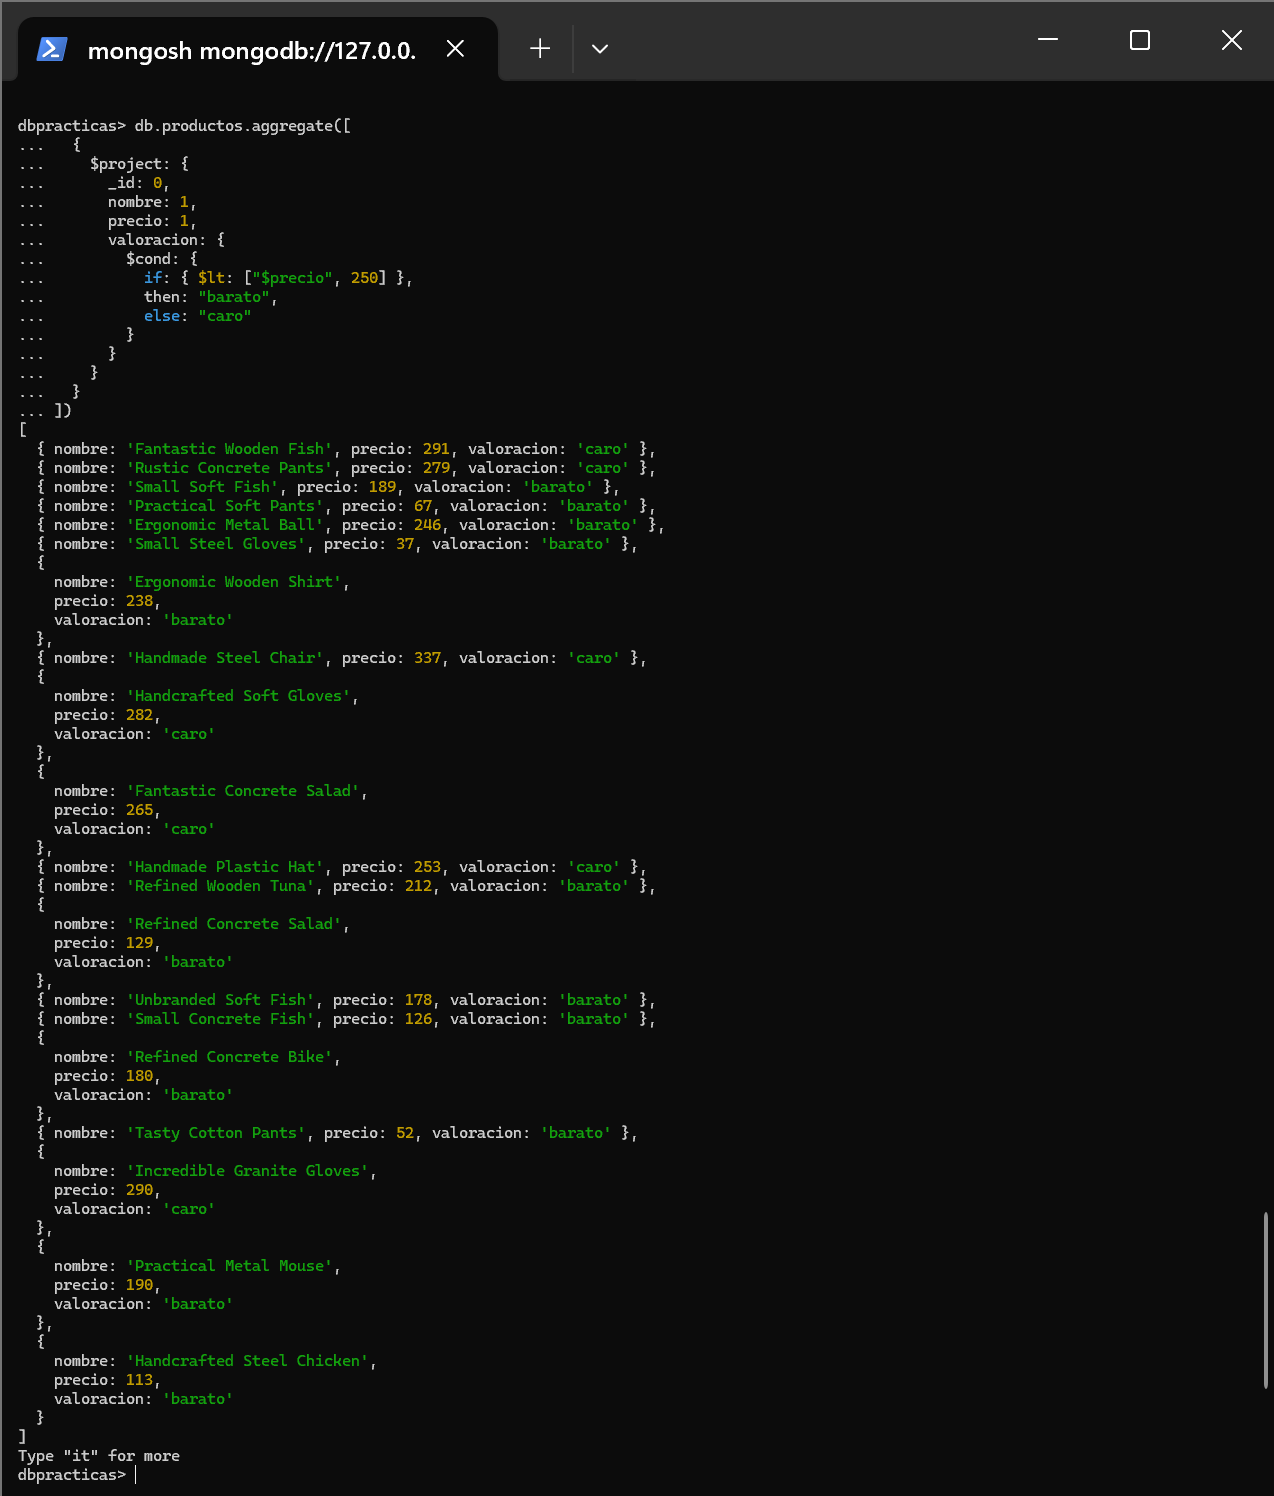 mongosh mongodb://127.0.0.
dbpracticas> db.productos.aggregate([
...   {
...     $project: {
...       _id: 0,
...       nombre: 1,
...       precio: 1,
...       valoracion: {
...         $cond: {
...           if: { $lt: ["$precio", 250] },
...           then: "barato",
...           else: "caro"
...         }
...       }
...     }
...   }
... ])
[
  { nombre: 'Fantastic Wooden Fish', precio: 291, valoracion: 'caro' },
  { nombre: 'Rustic Concrete Pants', precio: 279, valoracion: 'caro' },
  { nombre: 'Small Soft Fish', precio: 189, valoracion: 'barato' },
  { nombre: 'Practical Soft Pants', precio: 67, valoracion: 'barato' },
  { nombre: 'Ergonomic Metal Ball', precio: 246, valoracion: 'barato' },
  { nombre: 'Small Steel Gloves', precio: 37, valoracion: 'barato' },
  {
    nombre: 'Ergonomic Wooden Shirt',
    precio: 238,
    valoracion: 'barato'
  },
  { nombre: 'Handmade Steel Chair', precio: 337, valoracion: 'caro' },
  {
    nombre: 'Handcrafted Soft Gloves',
    precio: 282,
    valoracion: 'caro'
  },
  {
    nombre: 'Fantastic Concrete Salad',
    precio: 265,
    valoracion: 'caro'
  },
  { nombre: 'Handmade Plastic Hat', precio: 253, valoracion: 'caro' },
  { nombre: 'Refined Wooden Tuna', precio: 212, valoracion: 'barato' },
  {
    nombre: 'Refined Concrete Salad',
    precio: 129,
    valoracion: 'barato'
  },
  { nombre: 'Unbranded Soft Fish', precio: 178, valoracion: 'barato' },
  { nombre: 'Small Concrete Fish', precio: 126, valoracion: 'barato' },
  {
    nombre: 'Refined Concrete Bike',
    precio: 180,
    valoracion: 'barato'
  },
  { nombre: 'Tasty Cotton Pants', precio: 52, valoracion: 'barato' },
  {
    nombre: 'Incredible Granite Gloves',
    precio: 290,
    valoracion: 'caro'
  },
  {
    nombre: 'Practical Metal Mouse',
    precio: 190,
    valoracion: 'barato'
  },
  {
    nombre: 'Handcrafted Steel Chicken',
    precio: 113,
    valoracion: 'barato'
  }
]
Type "it" for more
dbpracticas>